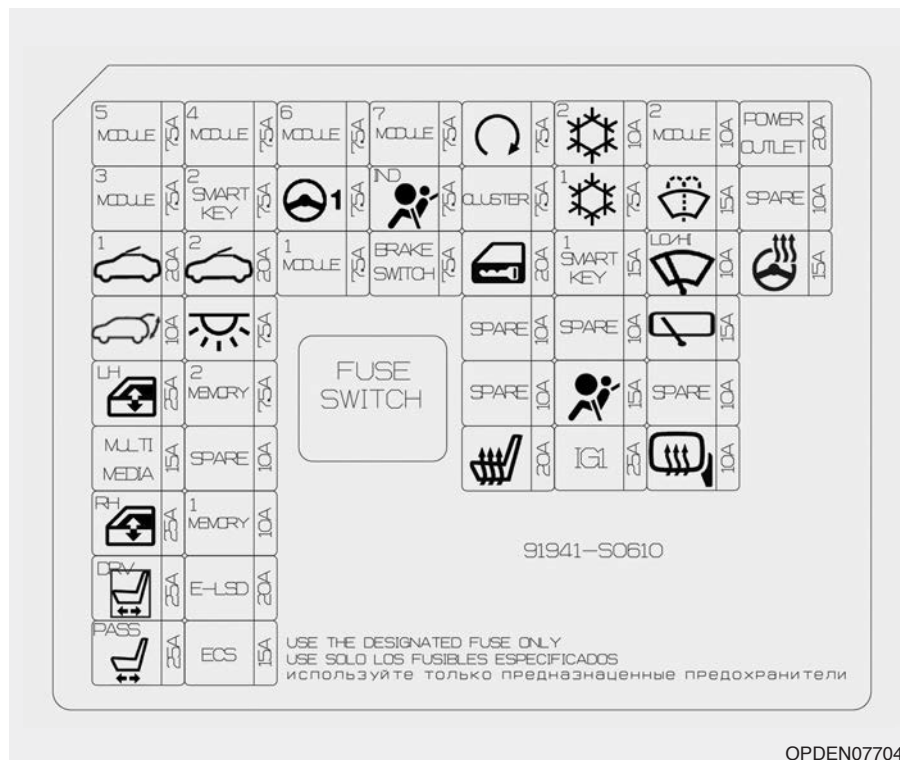 5 MODULE 7.5A 4 MODULE 7.5A 6 MODULE 7.5A 7 MODULE 7.5A 7.5A 2 10A 2 MODULE 10A POWER OUTLET 20A
3 MODULE 7.5A 2 SMART KEY 7.5A 1 7.5A IND 7.5A CLUSTER 7.5A 1 7.5A 15A SPARE 10A
1 20A 2 20A 1 MODULE 7.5A BRAKE SWITCH 7.5A 20A 1 SMART KEY 15A LO/HI 10A 15A
10A 7.5A SPARE 10A SPARE 10A 15A
LH 25A 2 MEMORY 7.5A FUSE SWITCH SPARE 10A 15A SPARE 10A
MULTI MEDIA 15A SPARE 10A 20A IG1 25A 10A
RH 25A 1 MEMORY 10A
91941-S0610
DRV 25A E-LSD 20A
PASS 25A ECS 15A
USE THE DESIGNATED FUSE ONLY
USE SOLO LOS FUSIBLES ESPECIFICADOS
используйте только предназнаценные предохранители
OPDEN07704